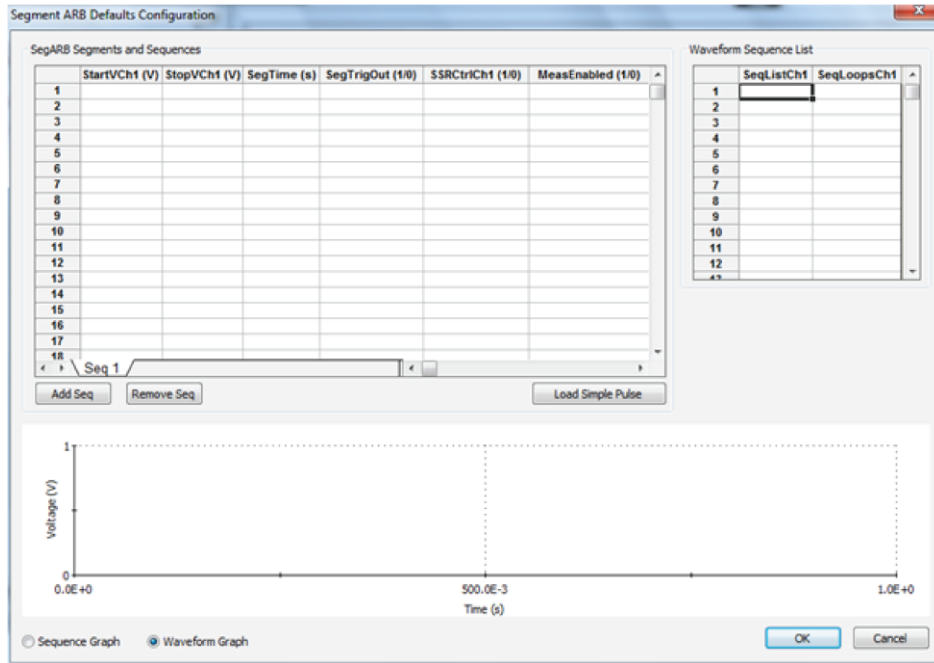 Segment ARB Defaults Configuration
SegARB Segments and Sequences
StartVCh1 (V) StopVCh1 (V) SegTime (s) SegTrigOut (1/0) SSRCtrlCh1 (1/0) MeasEnabled (1/0)
1
2
3
4
5
6
7
8
9
10
11
12
13
14
15
16
17
18
Seq 1
Add Seq Remove Seq Load Simple Pulse
Waveform Sequence List
SeqListCh1 SeqLoopsCh1
1
2
3
4
5
6
7
8
9
10
11
12
Voltage (V)
1
0
0.0E+0 500.0E-3 1.0E+0
Time (s)
Sequence Graph Waveform Graph
OK Cancel